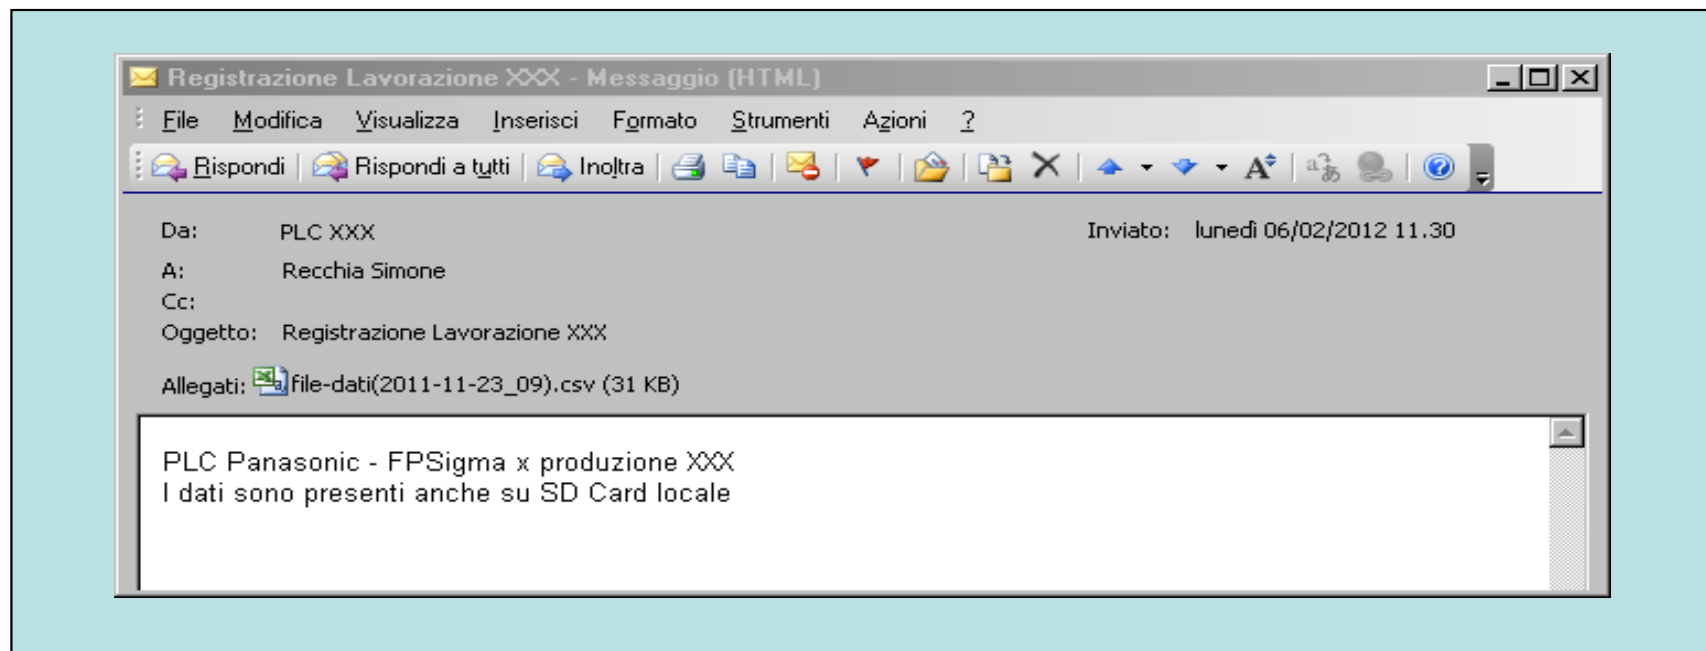 Registrazione Lavorazione XXX - Messaggio (HTML)
File Modifica Visualizza Inserisci Formato Strumenti Azioni ?
Rispondi Rispondi a tutti Inoltra
Da: PLC XXX Inviato: lunedì 06/02/2012 11.30
A: Recchia Simone
Cc:
Oggetto: Registrazione Lavorazione XXX
Allegati: file-dati(2011-11-23_09).csv (31 KB)
PLC Panasonic - FPSigma x produzione XXX
I dati sono presenti anche su SD Card locale